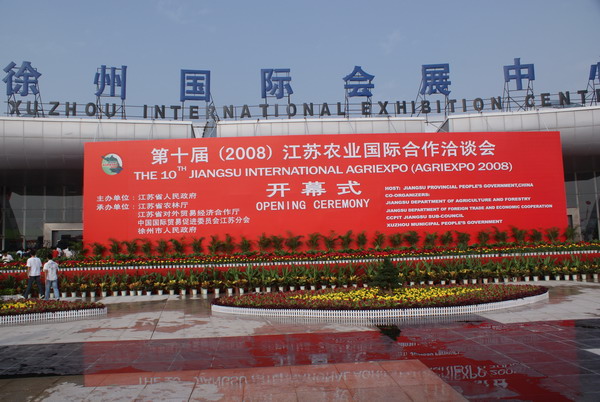 徐州国际会展中
XUZHOU INTERNATIONAL EXHIBITION CENT
第十届（2008）江苏农业国际合作洽谈会
THE 10TH JIANGSU INTERNATIONAL AGRIEXPO (AGRIEXPO 2008)
开幕式
OPENING CEREMONY
主办单位：江苏省人民政府
承办单位：江苏省农林厅
江苏省对外贸易经济合作厅
中国国际贸易促进委员会江苏分会
徐州市人民政府
HOST: JIANGSU PROVINCIAL PEOPLE'S GOVERNMENT,CHINA
CO-ORGANIZERS:
JIANGSU DEPARTMENT OF AGRICULTURE AND FORESTRY
JIANGSU DEPARTMENT OF FOREIGN TRADE AND ECONOMIC COOPERATION
CCPIT JIANGSU SUB-COUNCIL
XUZHOU MUNICIPAL PEOPLE'S GOVERNMENT